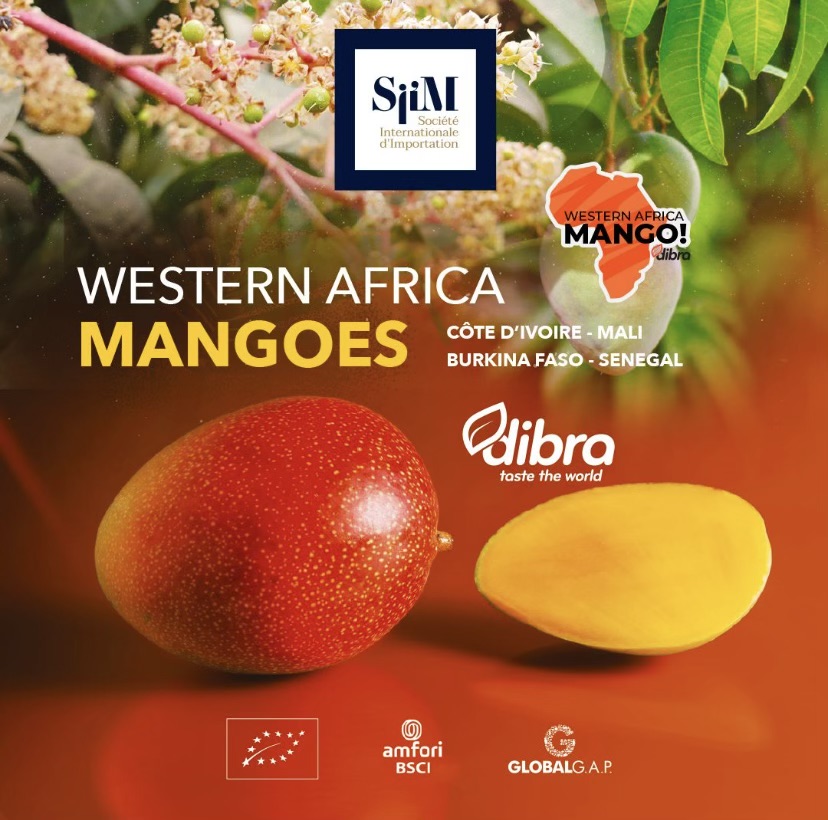 SIIM
Société
Internationale
d'Importation
WESTERN AFRICA
MANGO!
dibra
WESTERN AFRICA
MANGOES
CÔTE D'IVOIRE - MALI
BURKINA FASO - SENEGAL
dibra
taste the world
amfori
BSCI
GLOBALG.A.P.